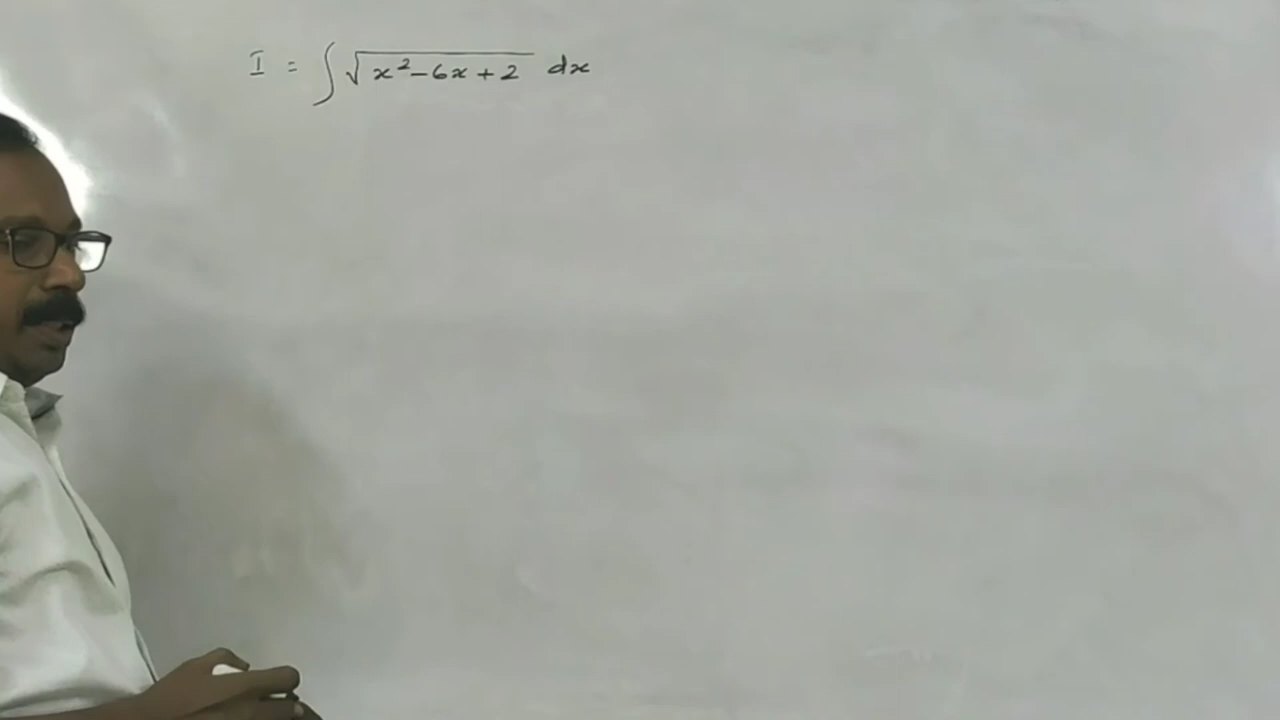 I = ∫ √(x² - 6x + 2) dx